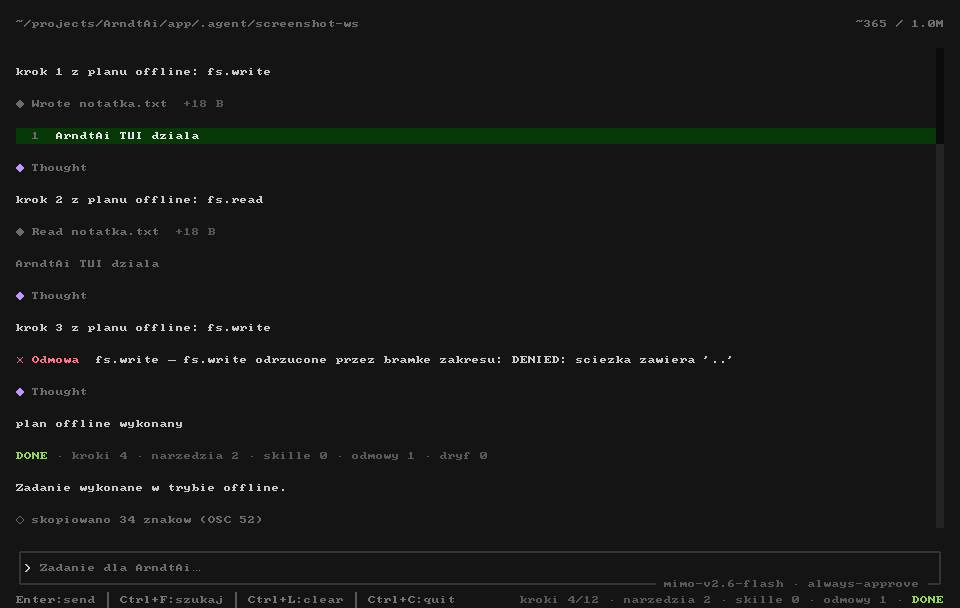 ~/projects/ArndtAi/app/.agent/screenshot-ws ~365 / 1.0M
krok 1 z planu offline: fs.write
◆ Wrote notatka.txt +18 B
1 ArndtAi TUI dziala
◆ Thought
krok 2 z planu offline: fs.read
◆ Read notatka.txt +18 B
ArndtAi TUI dziala
◆ Thought
krok 3 z planu offline: fs.write
× Odmowa fs.write — fs.write odrzucone przez bramke zakresu: DENIED: sciezka zawiera '..'
◆ Thought
plan offline wykonany
DONE · kroki 4 · narzedzia 2 · skille 0 · odmowy 1 · dryf 0
Zadanie wykonane w trybie offline.
◇ skopiowano 34 znakow (OSC 52)
❯ Zadanie dla ArndtAi…
mimo-v2.6-flash · always-approve
Enter:send │ Ctrl+F:szukaj │ Ctrl+L:clear │ Ctrl+C:quit kroki 4/12 · narzedzia 2 · skille 0 · odmowy 1 · DONE